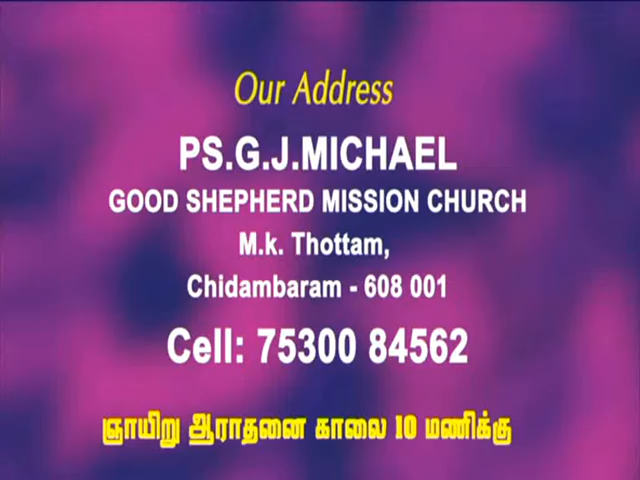 Our Address
PS.G.J.MICHAEL
GOOD SHEPHERD MISSION CHURCH
M.k. Thottam,
Chidambaram - 608 001
Cell: 75300 84562
ஞாயிறு ஆராதனை காலை 10 மணிக்கு